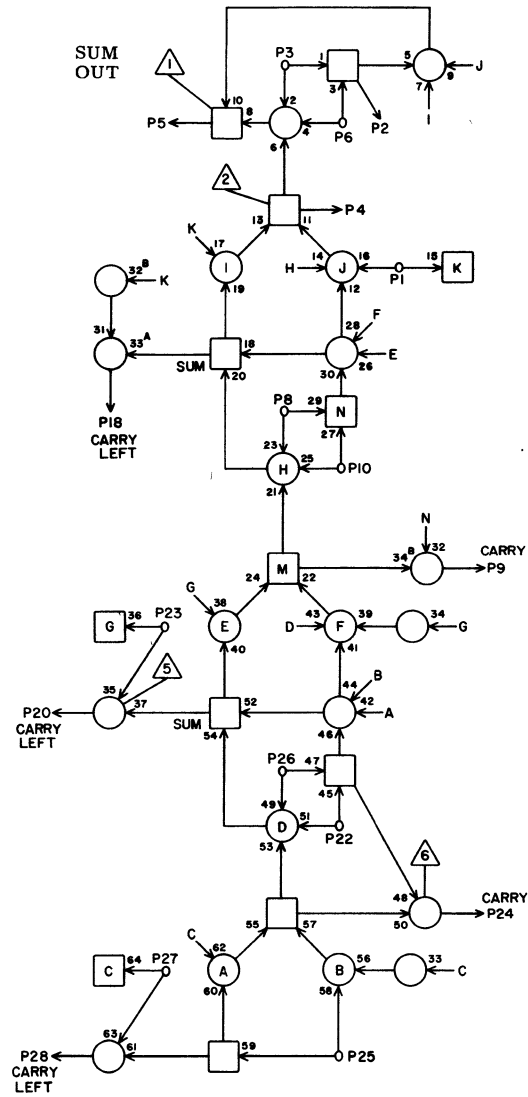 SUM
OUT
1
P3
1
5
9
J
7
I
3
10
8
2
4
6
P5
P6
P2
2
13
11
P4
K
17
I
19
H
14
J
16
12
P1
15
K
32 B
K
31
33 A
SUM
18
20
28
F
26
E
30
P18
CARRY
LEFT
P8
29
N
27
23
25
H
21
P10
N
M
24
22
34 B
32
CARRY
P9
G
38
E
40
D
43
F
39
41
34
G
G
36
P23
5
35
37
P20
CARRY
LEFT
SUM
52
54
44
B
42
A
46
P26
47
45
49
51
D
53
P22
6
48
50
CARRY
P24
55
57
C
62
A
60
B
56
58
33
C
C
64
P27
63
61
59
P25
P28
CARRY
LEFT